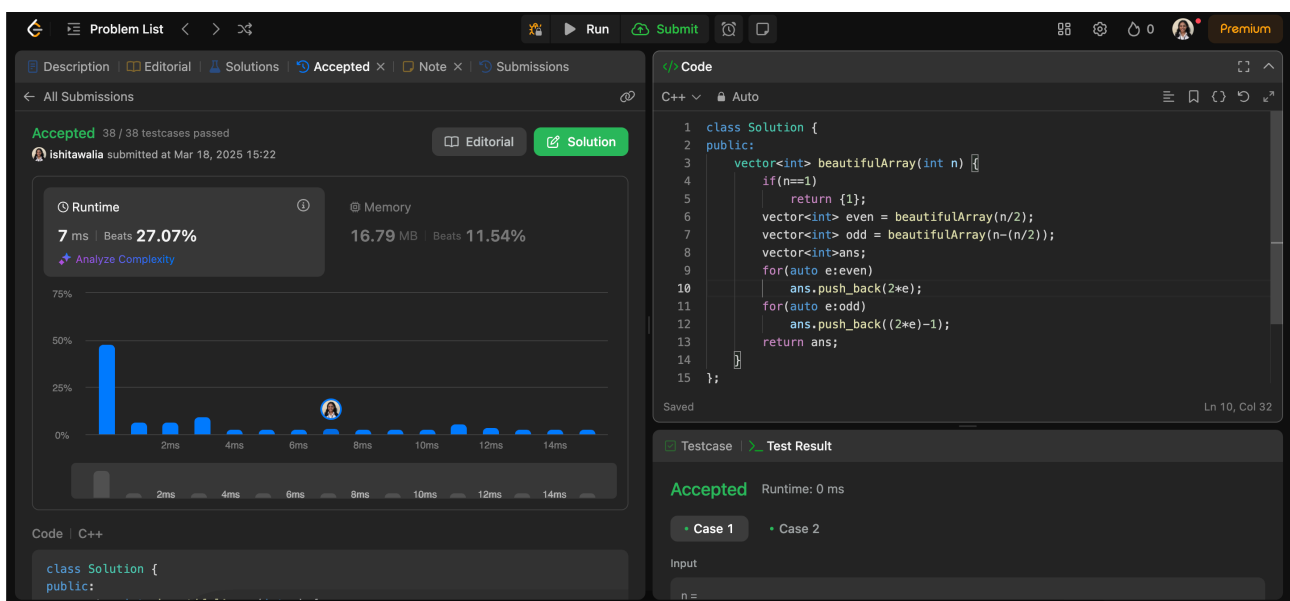 Problem List
Run
Submit
0
Premium
Description
Editorial
Solutions
Accepted
Note
Submissions
All Submissions
Accepted 38 / 38 testcases passed
ishitawalia submitted at Mar 18, 2025 15:22
Editorial
Solution
Runtime
7 ms | Beats 27.07%
Analyze Complexity
Memory
16.79 MB | Beats 11.54%
75%
50%
25%
0%
2ms 4ms 6ms 8ms 10ms 12ms 14ms
2ms 4ms 6ms 8ms 10ms 12ms 14ms
Code | C++
class Solution {
public:
</> Code
C++ Auto
1 class Solution {
2 public:
3 vector<int> beautifulArray(int n) {
4 if(n==1)
5 return {1};
6 vector<int> even = beautifulArray(n/2);
7 vector<int> odd = beautifulArray(n-(n/2));
8 vector<int>ans;
9 for(auto e:even)
10 ans.push_back(2*e);
11 for(auto e:odd)
12 ans.push_back((2*e)-1);
13 return ans;
14 }
15 };
Saved
Ln 10, Col 32
Testcase
>_ Test Result
Accepted Runtime: 0 ms
Case 1
Case 2
Input
n =